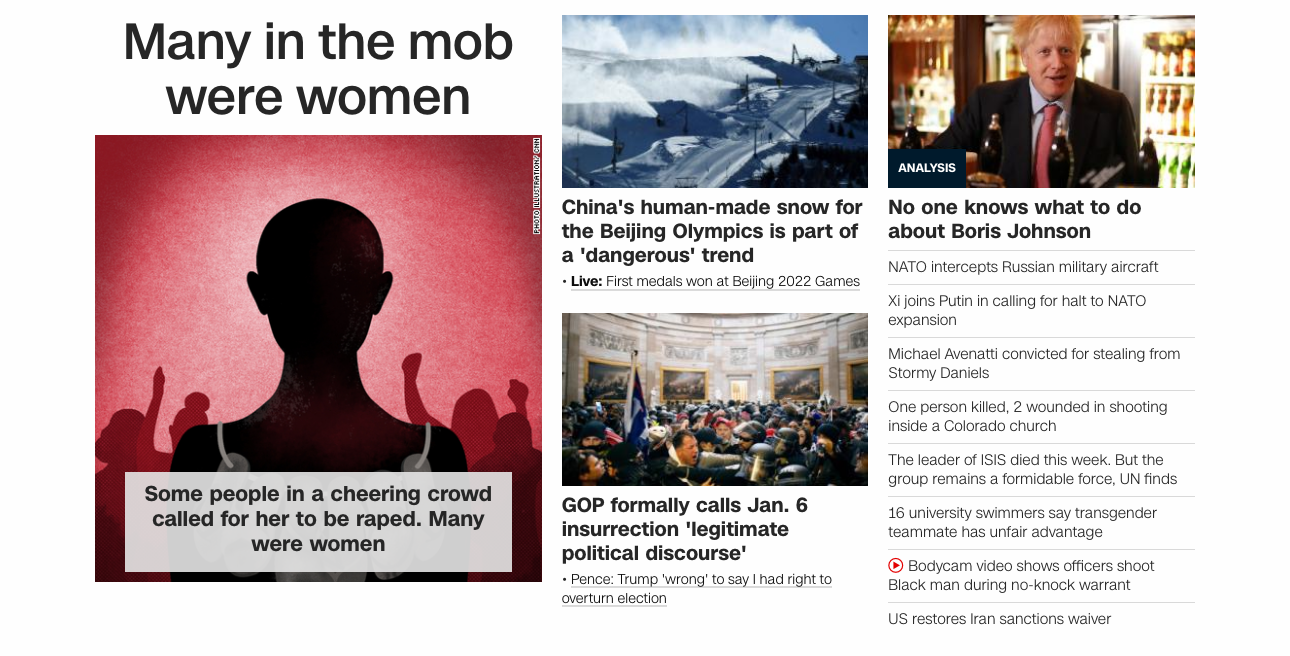 Many in the mob
were women
PHOTO ILLUSTRATION/ CNN
Some people in a cheering crowd
called for her to be raped. Many
were women
China's human-made snow for
the Beijing Olympics is part of
a 'dangerous' trend
• Live: First medals won at Beijing 2022 Games
GOP formally calls Jan. 6
insurrection 'legitimate
political discourse'
• Pence: Trump 'wrong' to say I had right to
overturn election
ANALYSIS
No one knows what to do
about Boris Johnson
NATO intercepts Russian military aircraft
Xi joins Putin in calling for halt to NATO
expansion
Michael Avenatti convicted for stealing from
Stormy Daniels
One person killed, 2 wounded in shooting
inside a Colorado church
The leader of ISIS died this week. But the
group remains a formidable force, UN finds
16 university swimmers say transgender
teammate has unfair advantage
Bodycam video shows officers shoot
Black man during no-knock warrant
US restores Iran sanctions waiver